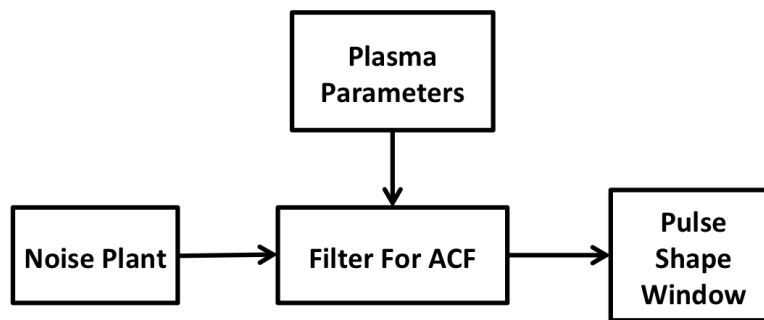 Plasma
Parameters
Noise Plant
Filter For ACF
Pulse
Shape
Window